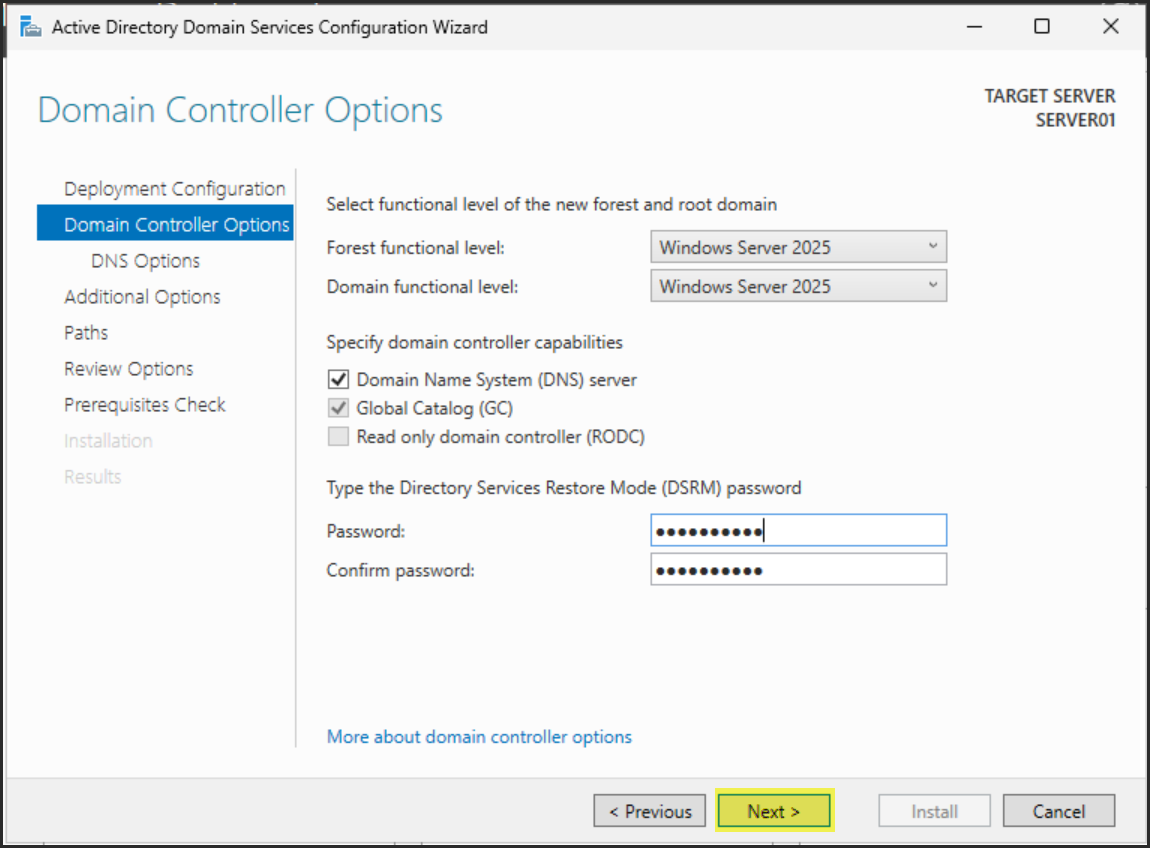 Active Directory Domain Services Configuration Wizard
Domain Controller Options
TARGET SERVER
SERVER01
Deployment Configuration
Domain Controller Options
DNS Options
Additional Options
Paths
Review Options
Prerequisites Check
Installation
Results
Select functional level of the new forest and root domain
Forest functional level: Windows Server 2025
Domain functional level: Windows Server 2025
Specify domain controller capabilities
Domain Name System (DNS) server
Global Catalog (GC)
Read only domain controller (RODC)
Type the Directory Services Restore Mode (DSRM) password
Password: ●●●●●●●●●●
Confirm password: ●●●●●●●●●●
More about domain controller options
< Previous Next > Install Cancel